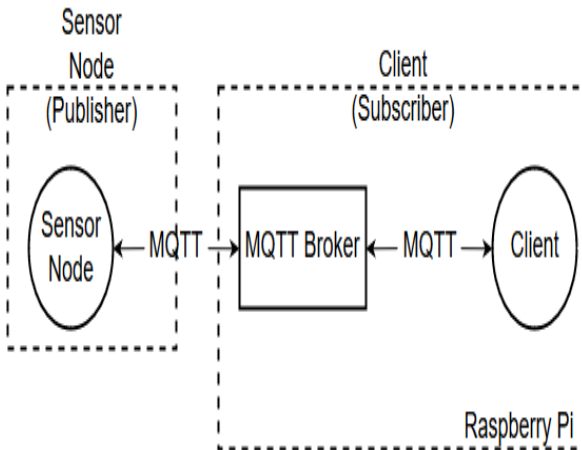 Sensor
Node
(Publisher)
Client
(Subscriber)
Sensor
Node
MQTT
MQTT Broker
MQTT
Client
Raspberry Pi